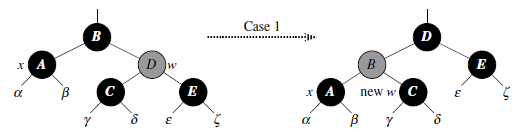 Case 1
B D
x A D w B E
α β C E x A new w C ε ζ
γ δ ε ζ α β γ δ